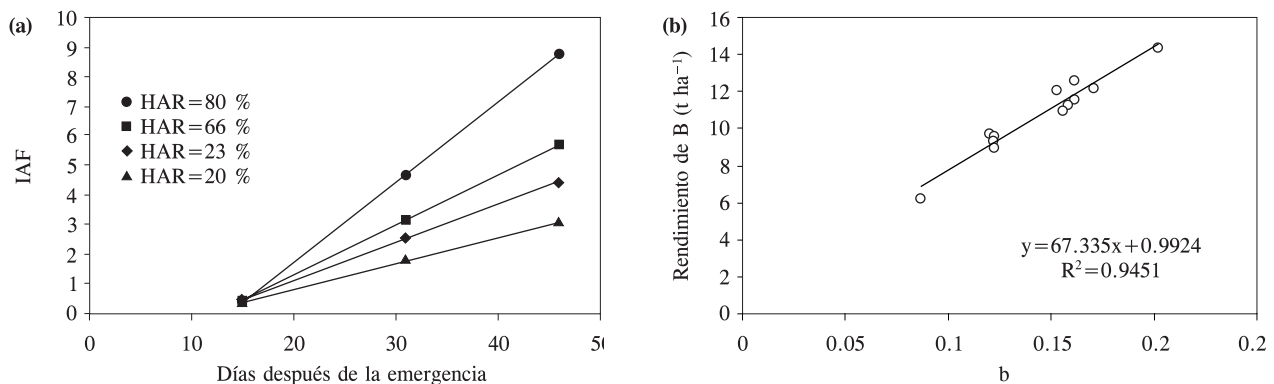 (a)
10
9
8
7
6
5
4
3
2
1
0
IAF
HAR=80 %
HAR=66 %
HAR=23 %
HAR=20 %
0 10 20 30 40 50
Días después de la emergencia
(b)
16
14
12
10
8
6
4
2
0
Rendimiento de B (t ha⁻¹)
y=67.335x+0.9924
R²=0.9451
0 0.05 0.1 0.15 0.2 0.2
b